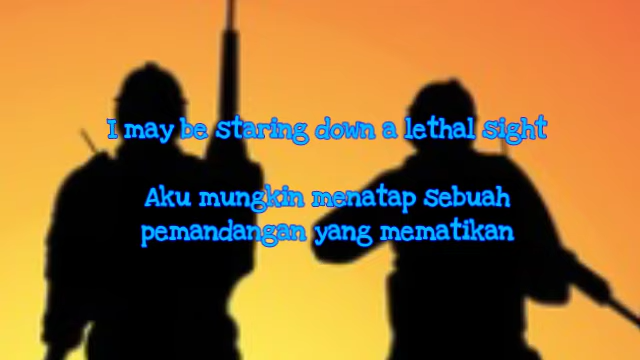 I may be staring down a lethal sight
Aku mungkin menatap sebuah
pemandangan yang mematikan